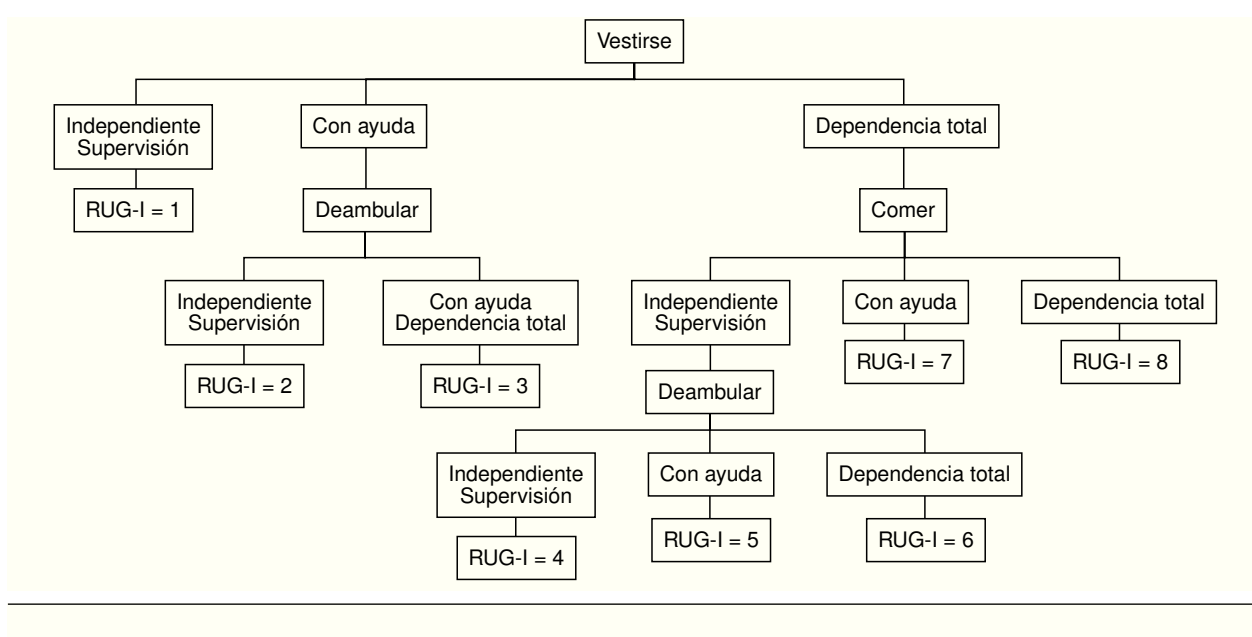 Vestirse
Independiente
Supervisión
Con ayuda
Dependencia total
RUG-I = 1
Deambular
Comer
Independiente
Supervisión
Con ayuda
Dependencia total
Independiente
Supervisión
Con ayuda
Dependencia total
RUG-I = 2
RUG-I = 3
RUG-I = 7
RUG-I = 8
Deambular
Independiente
Supervisión
Con ayuda
Dependencia total
RUG-I = 4
RUG-I = 5
RUG-I = 6